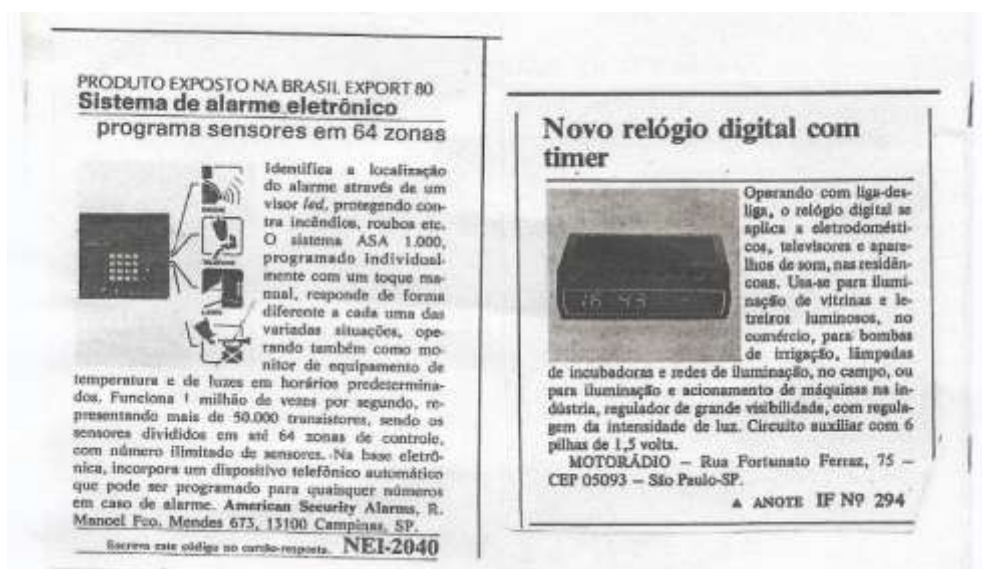 PRODUTO EXPOSTO NA BRASIL EXPORT 80
Sistema de alarme eletrônico
programa sensores em 64 zonas
Identifica a localização
do alarme através de um
visor led, protegendo con-
tra incêndios, roubos etc.
O sistema ASA 1.000,
programado individual-
mente com um toque ma-
nual, responde de forma
diferente a cada uma das
variadas situações, ope-
rando também como mo-
nitor de equipamento de
temperatura e de luzes em horários predetermina-
dos. Funciona 1 milhão de vezes por segundo, re-
presentando mais de 50.000 transistores, sendo os
sensores divididos em até 64 zonas de controle,
com número ilimitado de sensores. Na base eletrô-
nica, incorpora um dispositivo telefônico automático
que pode ser programado para quaisquer números
em caso de alarme. American Security Alarms, R.
Manoel Fco. Mendes 673, 13100 Campinas, SP.
Escreva este código no cartão-resposta. NEI-2040
Novo relógio digital com
timer
16 43
Operando com liga-des-
liga, o relógio digital se
aplica a eletrodomésti-
cos, televisores e apare-
lhos de som, nas residên-
cias. Usa-se para ilumi-
nação de vitrinas e le-
treiros luminosos, no
comércio, para bombas
de irrigação, lâmpadas
de incubadoras e redes de iluminação, no campo, ou
para iluminação e acionamento de máquinas na in-
dústria, regulador de grande visibilidade, com regula-
gem da intensidade de luz. Circuito auxiliar com 6
pilhas de 1,5 volts.
MOTORÁDIO — Rua Fortunato Ferraz, 75 —
CEP 05093 — São Paulo-SP.
▲ ANOTE IF Nº 294